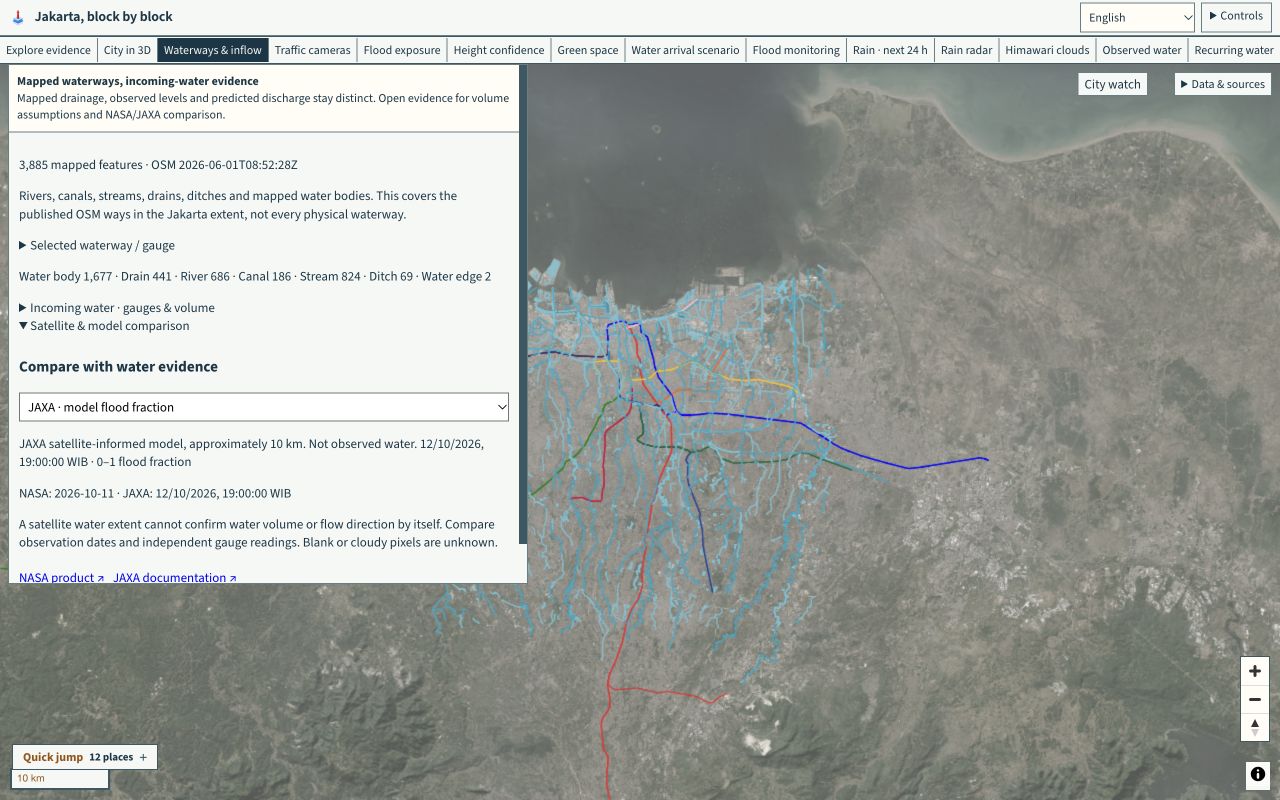 Jakarta, block by block
English
▶ Controls
Explore evidence
City in 3D
Waterways & inflow
Traffic cameras
Flood exposure
Height confidence
Green space
Water arrival scenario
Flood monitoring
Rain · next 24 h
Rain radar
Himawari clouds
Observed water
Recurring water
Mapped waterways, incoming-water evidence
Mapped drainage, observed levels and predicted discharge stay distinct. Open evidence for volume
assumptions and NASA/JAXA comparison.
City watch
▶ Data & sources
3,885 mapped features · OSM 2026-06-01T08:52:28Z
Rivers, canals, streams, drains, ditches and mapped water bodies. This covers the
published OSM ways in the Jakarta extent, not every physical waterway.
▶ Selected waterway / gauge
Water body 1,677 · Drain 441 · River 686 · Canal 186 · Stream 824 · Ditch 69 · Water edge 2
▶ Incoming water · gauges & volume
▼ Satellite & model comparison
Compare with water evidence
JAXA · model flood fraction
JAXA satellite-informed model, approximately 10 km. Not observed water. 12/10/2026,
19:00:00 WIB · 0–1 flood fraction
NASA: 2026-10-11 · JAXA: 12/10/2026, 19:00:00 WIB
A satellite water extent cannot confirm water volume or flow direction by itself. Compare
observation dates and independent gauge readings. Blank or cloudy pixels are unknown.
NASA product ↗ JAXA documentation ↗
Quick jump 12 places +
10 km